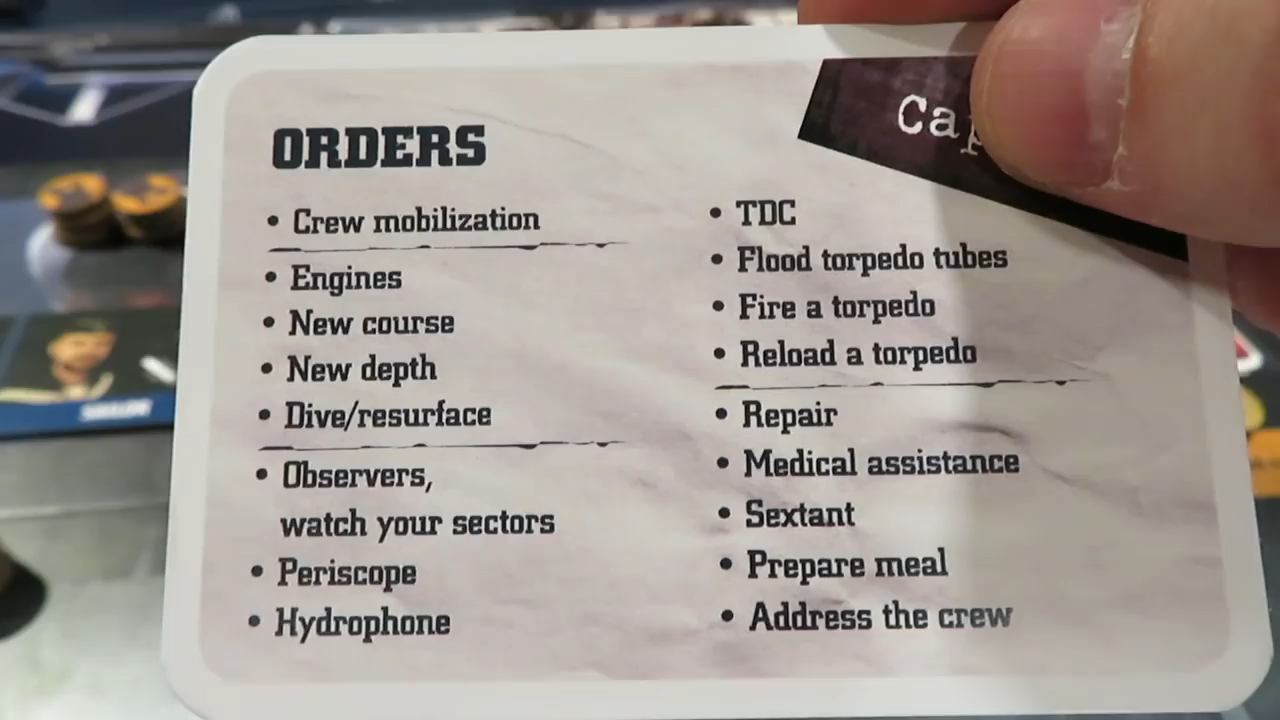 Cap
ORDERS
• Crew mobilization
• Engines
• New course
• New depth
• Dive/resurface
• Observers,
watch your sectors
• Periscope
• Hydrophone
• TDC
• Flood torpedo tubes
• Fire a torpedo
• Reload a torpedo
• Repair
• Medical assistance
• Sextant
• Prepare meal
• Address the crew